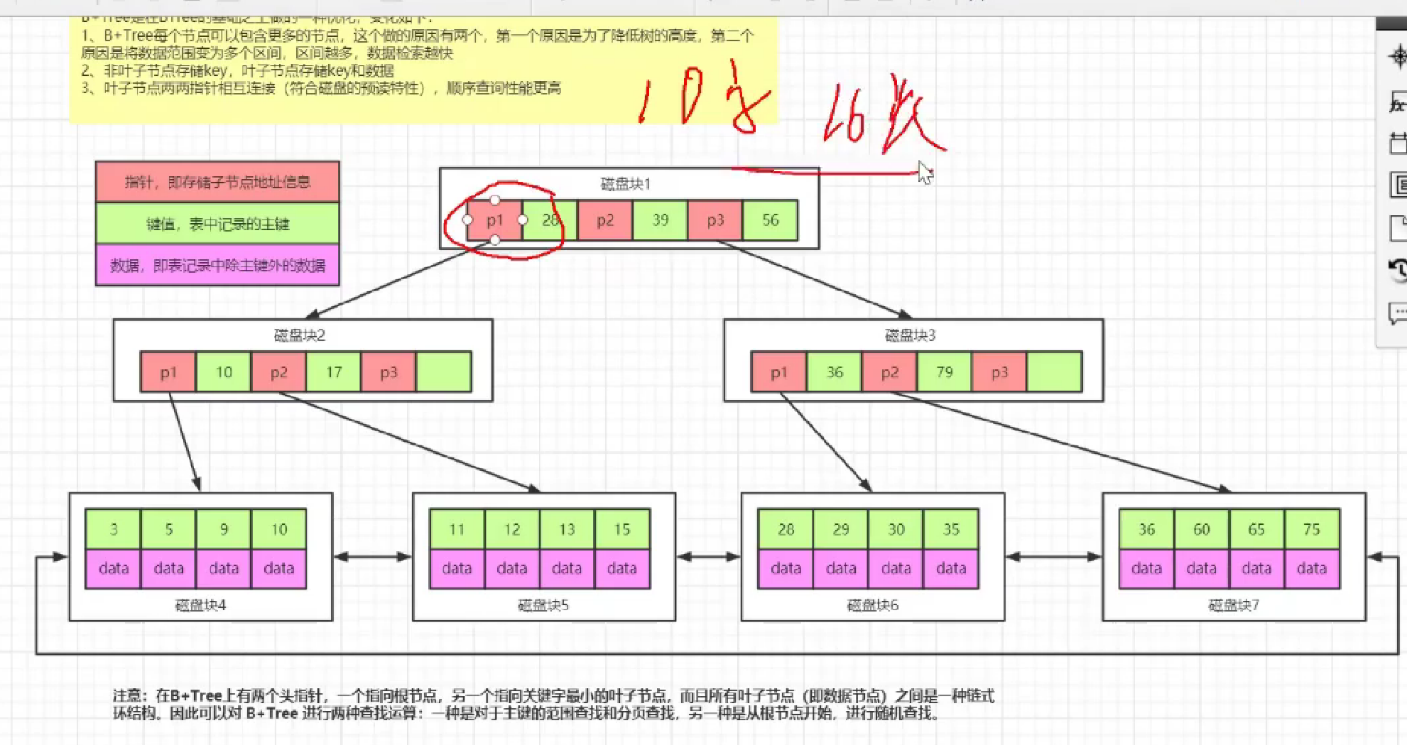 B+Tree是在BTree的基础之上做的一种优化，变化如下：
1、B+Tree每个节点可以包含更多的节点，这个做的原因有两个，第一个原因是为了降低树的高度，第二个
原因是将数据范围变为多个区间，区间越多，数据检索越快
2、非叶子节点存储key，叶子节点存储key和数据
3、叶子节点两两指针相互连接（符合磁盘的预读特性），顺序查询性能更高
10字
16
指针，即存储子节点地址信息
键值，表中记录的主键
数据，即表记录中除主键外的数据
磁盘块1
p1 28 p2 39 p3 56
磁盘块2
p1 10 p2 17 p3
磁盘块3
p1 36 p2 79 p3
3 5 9 10
data data data data
磁盘块4
11 12 13 15
data data data data
磁盘块5
28 29 30 35
data data data data
磁盘块6
36 60 65 75
data data data data
磁盘块7
注意：在B+Tree上有两个头指针，一个指向根节点，另一个指向关键字最小的叶子节点，而且所有叶子节点（即数据节点）之间是一种链式
环结构。因此可以对 B+Tree 进行两种查找运算：一种是对于主键的范围查找和分页查找，另一种是从根节点开始，进行随机查找。